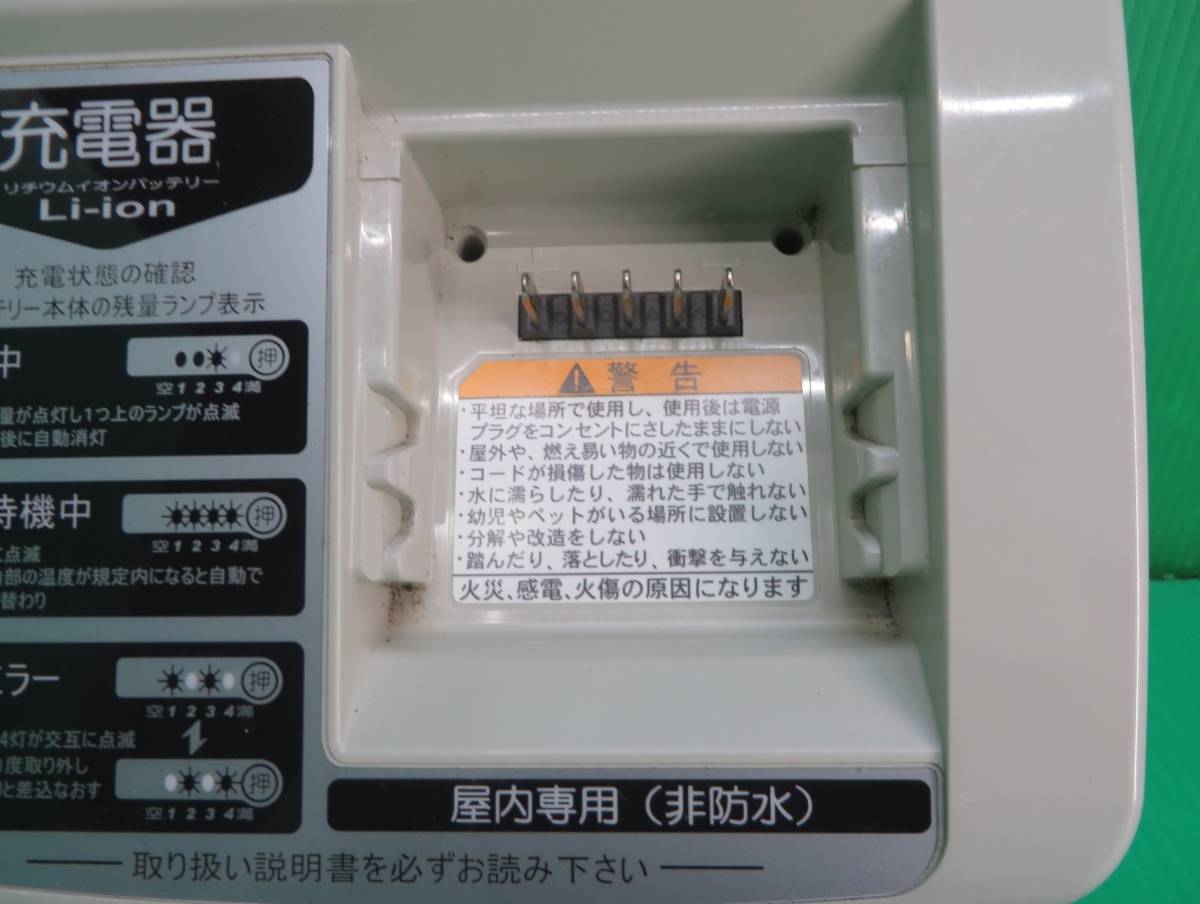 充電器
リチウムイオンバッテリー
Li-ion
充電状態の確認
テリー本体の残量ランプ表示
中
押
空1 2 3 4満
量が点灯し1つ上のランプが点滅
後に自動消灯
待機中
押
空1 2 3 4満
点滅
部の温度が規定内になると自動で
替わり
エラー
押
空1 2 3 4満
4灯が交互に点滅
度取り外し
と差込なおす
押
空1 2 3 4満
警告
・平坦な場所で使用し、使用後は電源
プラグをコンセントにさしたままにしない
・屋外や、燃え易い物の近くで使用しない
・コードが損傷した物は使用しない
・水に濡らしたり、濡れた手で触れない
・幼児やペットがいる場所に設置しない
・分解や改造をしない
・踏んだり、落としたり、衝撃を与えない
火災、感電、火傷の原因になります
屋内専用（非防水）
取り扱い説明書を必ずお読み下さい